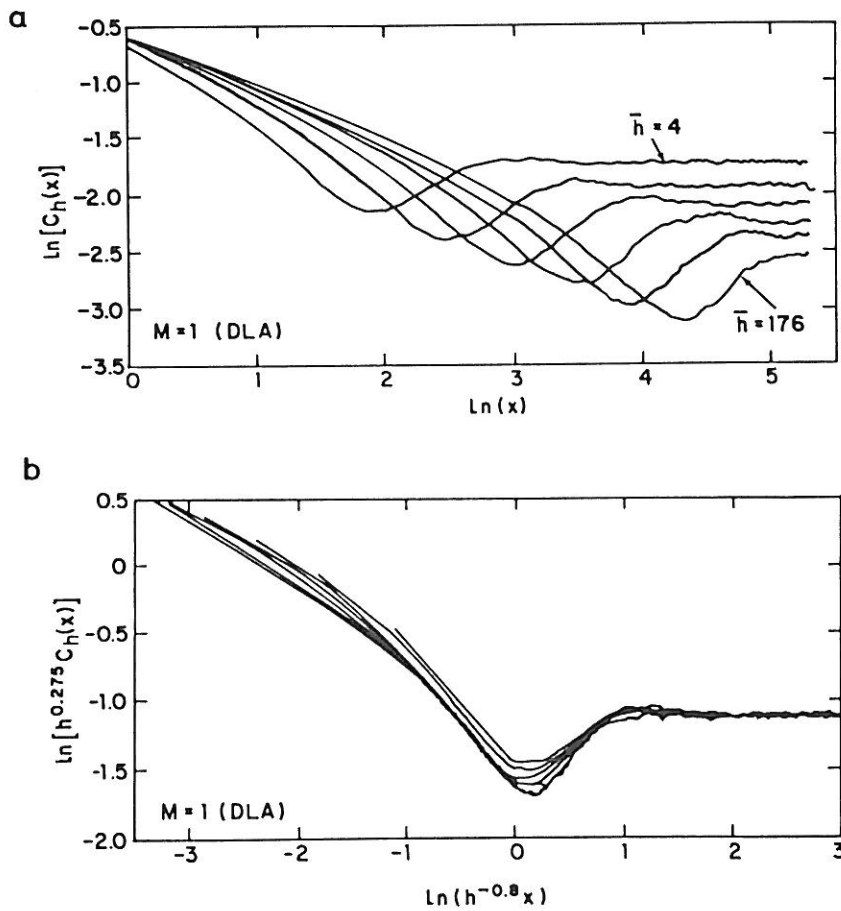 a
-0.5
-1.0
-1.5
-2.0
-2.5
-3.0
-3.5
Ln[C_h(x)]
h̄ = 4
h̄ = 176
M = 1 (DLA)
0 1 2 3 4 5
Ln(x)
b
0.5
0
-0.5
-1.0
-1.5
-2.0
Ln[h^0.275 C_h(x)]
M = 1 (DLA)
-3 -2 -1 0 1 2 3
Ln(h^-0.8 x)